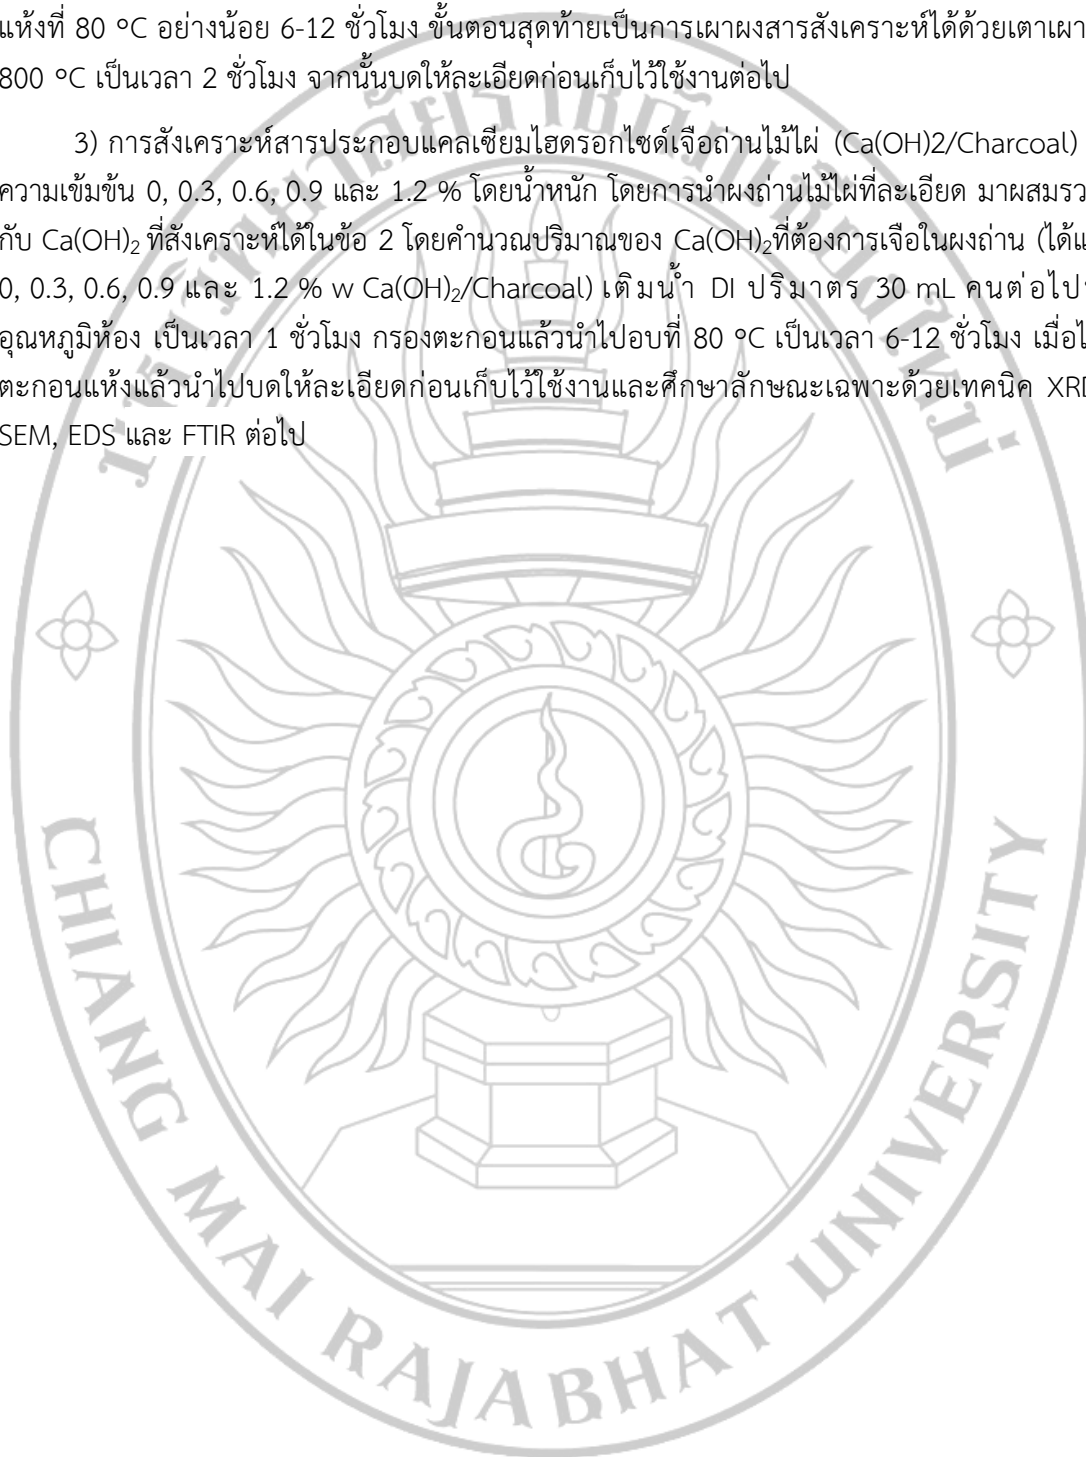 แห้งที่ 80 °C อย่างน้อย 6-12 ชั่วโมง ขั้นตอนสุดท้ายเป็นการเผาผงสารสังเคราะห์ได้ด้วยเตาเผา
800 °C เป็นเวลา 2 ชั่วโมง จากนั้นบดให้ละเอียดก่อนเก็บไว้ใช้งานต่อไป
3) การสังเคราะห์สารประกอบแคลเซียมไฮดรอกไซด์เจือถ่านไม้ไผ่ (Ca(OH)2/Charcoal)
ความเข้มข้น 0, 0.3, 0.6, 0.9 และ 1.2 % โดยน้ำหนัก โดยการนำผงถ่านไม้ไผ่ที่ละเอียด มาผสมรว
กับ Ca(OH)₂ ที่สังเคราะห์ได้ในข้อ 2 โดยคำนวณปริมาณของ Ca(OH)₂ที่ต้องการเจือในผงถ่าน (ได้แ
0, 0.3, 0.6, 0.9 และ 1.2 % w Ca(OH)₂/Charcoal) เติมน้ำ DI ปริมาตร 30 mL คนต่อไป
อุณหภูมิห้อง เป็นเวลา 1 ชั่วโมง กรองตะกอนแล้วนำไปอบที่ 80 °C เป็นเวลา 6-12 ชั่วโมง เมื่อไ
ตะกอนแห้งแล้วนำไปบดให้ละเอียดก่อนเก็บไว้ใช้งานและศึกษาลักษณะเฉพาะด้วยเทคนิค XRD
SEM, EDS และ FTIR ต่อไป
มหาวิทยาลัยราชภัฏเชียงใหม่
CHIANG MAI RAJABHAT UNIVERSITY